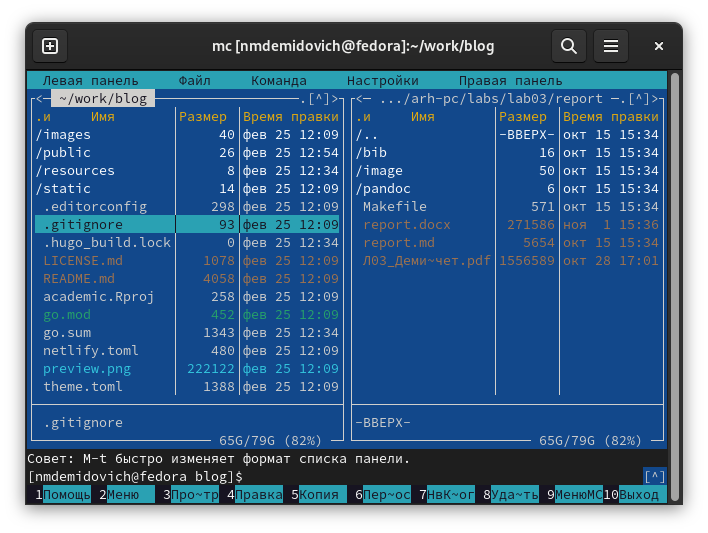 mc [nmdemidovich@fedora]:~/work/blog
Левая панель Файл Команда Настройки Правая панель
<─ ~/work/blog ─.[^]>
.и Имя Размер Время правки
/images 40 фев 25 12:09
/public 26 фев 25 12:54
/resources 8 фев 25 12:34
/static 14 фев 25 12:09
.editorconfig 298 фев 25 12:09
.gitignore 93 фев 25 12:09
.hugo_build.lock 0 фев 25 12:34
LICENSE.md 1078 фев 25 12:09
README.md 4058 фев 25 12:09
academic.Rproj 258 фев 25 12:09
go.mod 452 фев 25 12:09
go.sum 1343 фев 25 12:34
netlify.toml 480 фев 25 12:09
preview.png 222122 фев 25 12:09
theme.toml 1388 фев 25 12:09
.gitignore
65G/79G (82%)
<─ .../arh-pc/labs/lab03/report ─.[^]>
.и Имя Размер Время правки
/.. -ВВЕРХ- окт 15 15:34
/bib 16 окт 15 15:34
/image 50 окт 15 15:34
/pandoc 6 окт 15 15:34
Makefile 571 окт 15 15:34
report.docx 271586 ноя 1 15:36
report.md 5654 окт 15 15:34
Л03_Деми~чет.pdf 1556589 окт 28 17:01
-ВВЕРХ-
65G/79G (82%)
Совет: M-t быстро изменяет формат списка панели.
[nmdemidovich@fedora blog]$ [^]
1Помощь 2Меню 3Про~тр 4Правка 5Копия 6Пер~ос 7НвК~ог 8Уда~ть 9МенюМС 10Выход